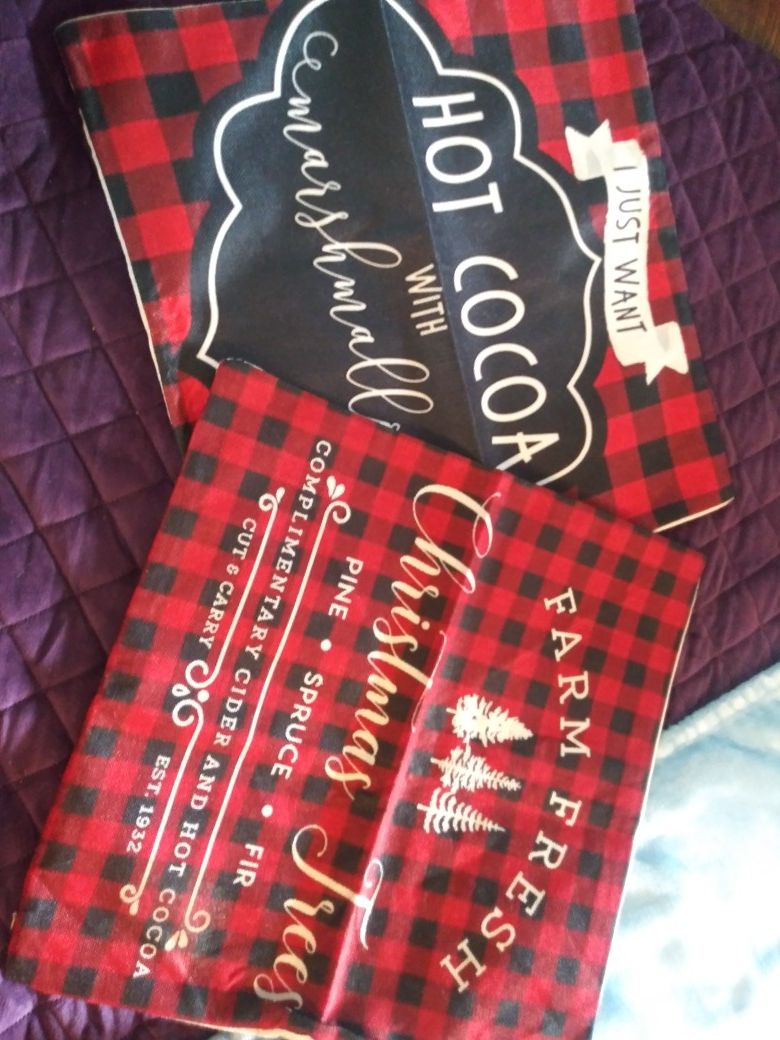 I JUST WANT
HOT COCOA
WITH
marshmall
FARM FRESH
Christmas Trees
PINE • SPRUCE • FIR
COMPLIMENTARY CIDER AND HOT COCOA
CUT & CARRY EST. 1932